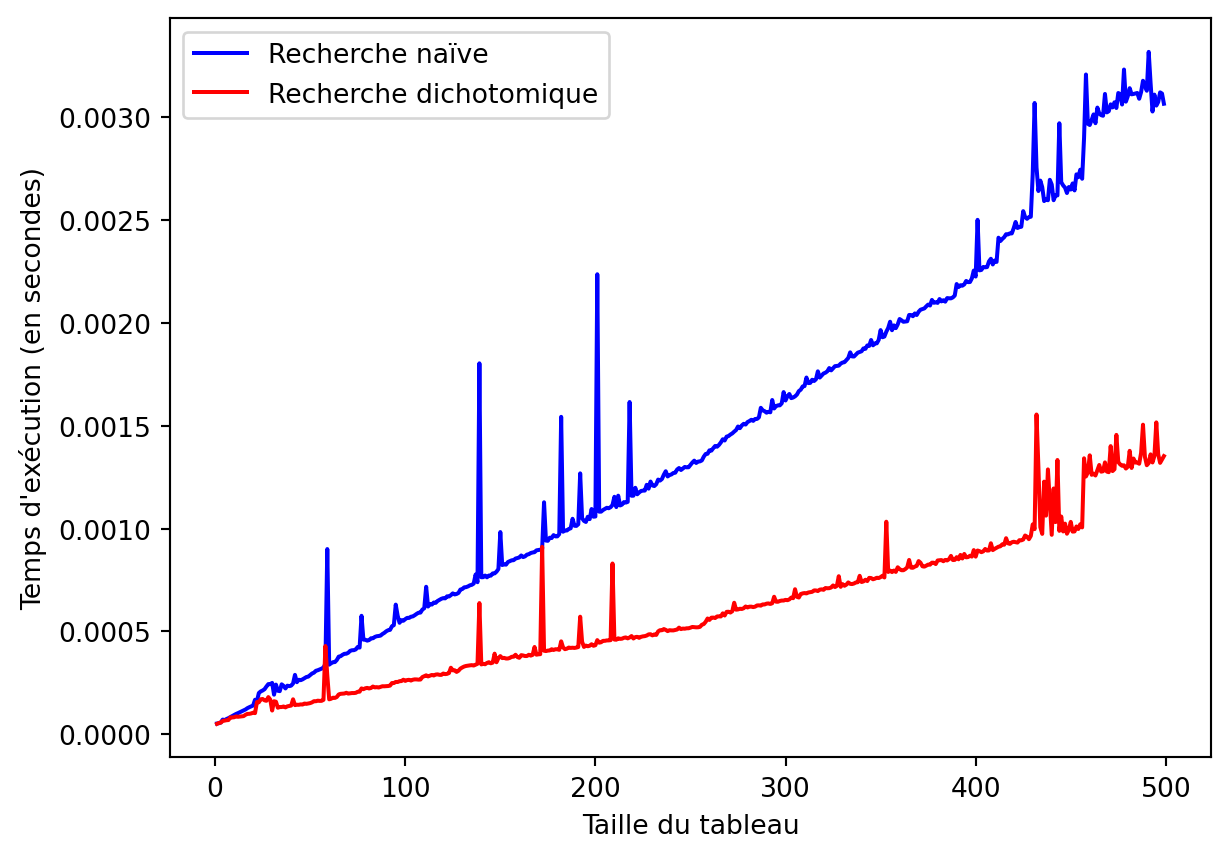 Recherche naïve
Recherche dichotomique
Temps d'exécution (en secondes)
0.0030
0.0025
0.0020
0.0015
0.0010
0.0005
0.0000
0 100 200 300 400 500
Taille du tableau